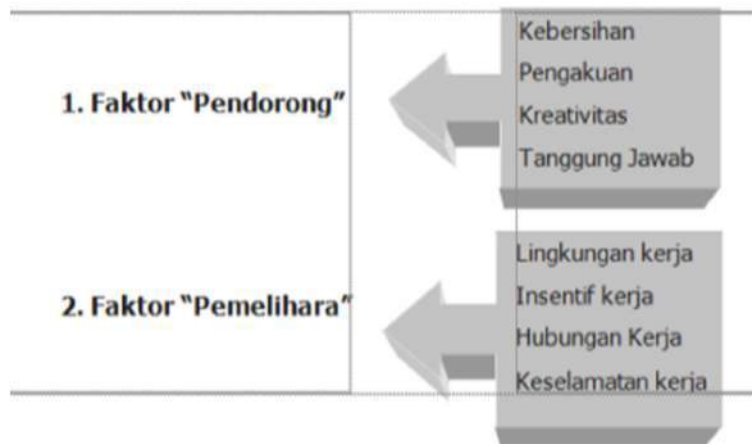 1. Faktor “Pendorong”
Kebersihan
Pengakuan
Kreativitas
Tanggung Jawab
2. Faktor “Pemelihara”
Lingkungan kerja
Insentif kerja
Hubungan Kerja
Keselamatan kerja